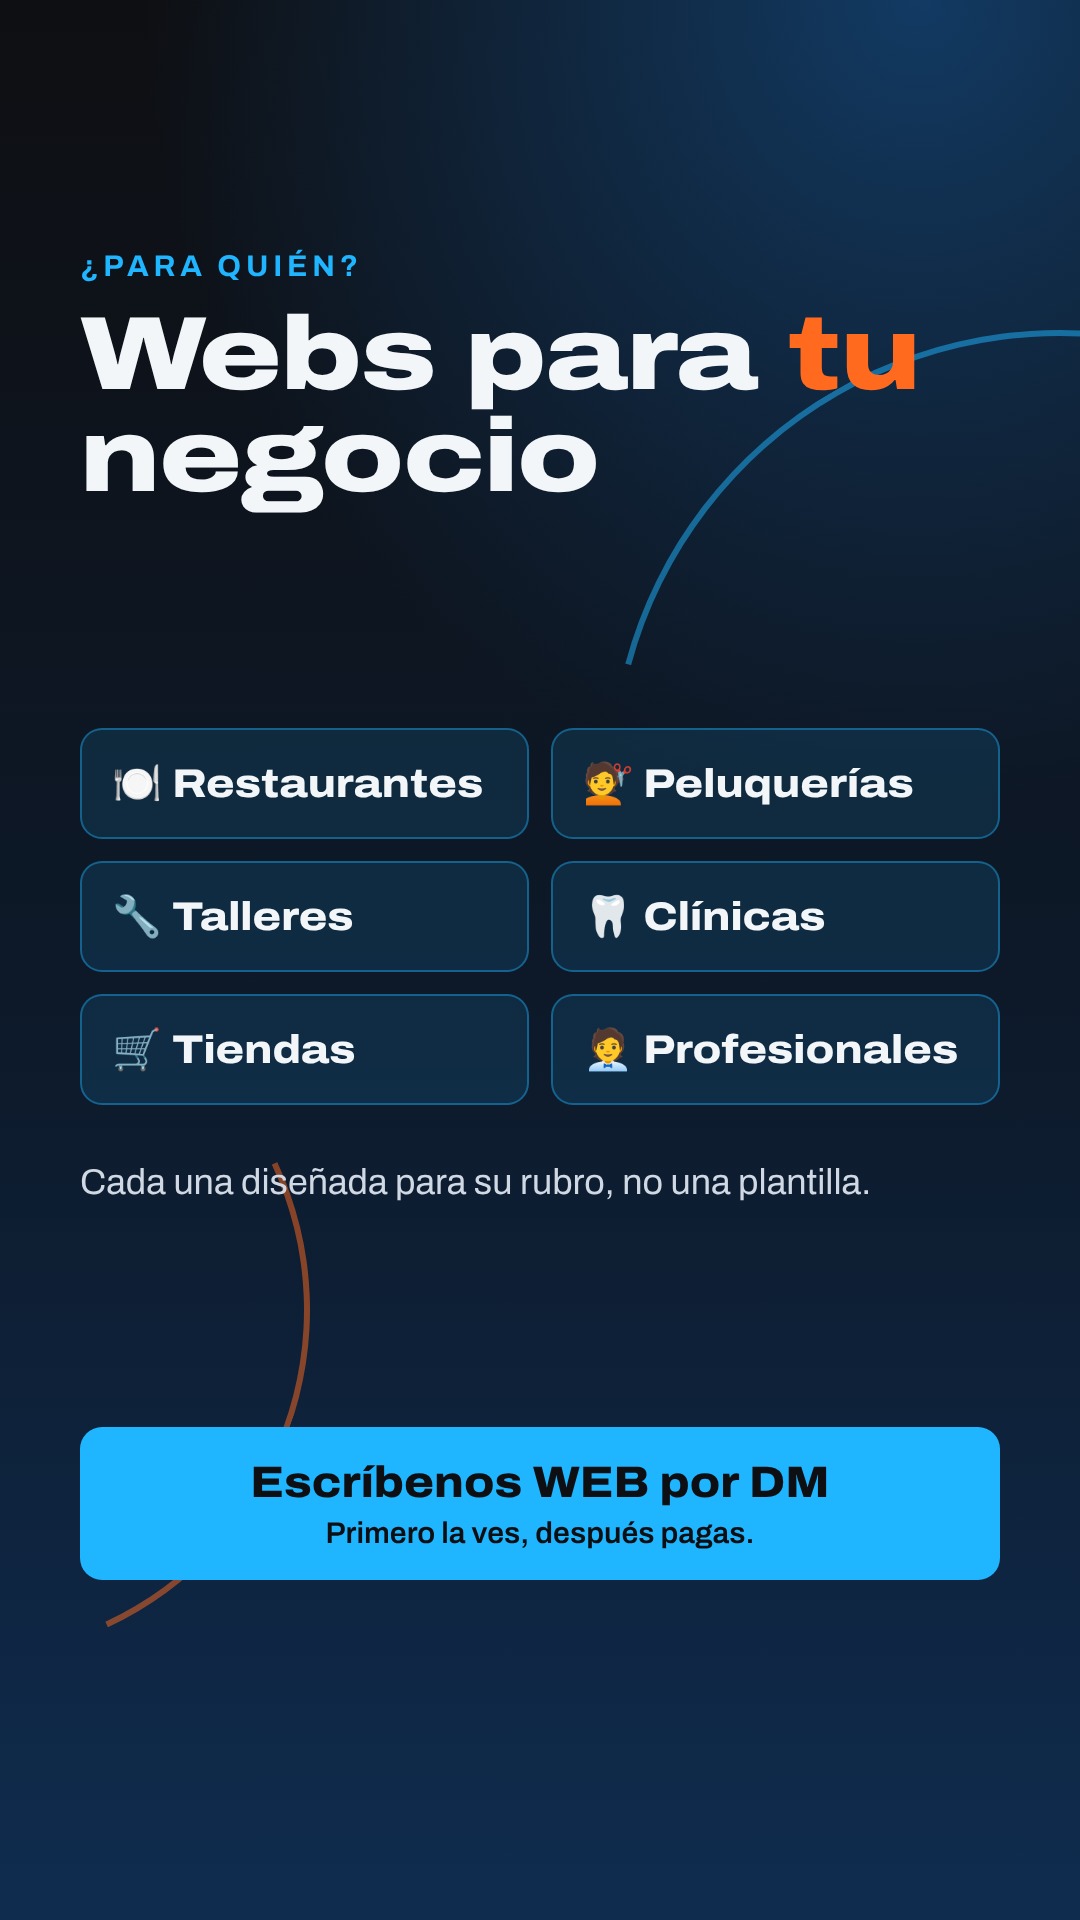 ¿PARA QUIÉN?
Webs para tu
negocio
🍽️ Restaurantes
💇 Peluquerías
🔧 Talleres
🦷 Clínicas
🛒 Tiendas
🧑‍💼 Profesionales
Cada una diseñada para su rubro, no una plantilla.
Escríbenos WEB por DM
Primero la ves, después pagas.